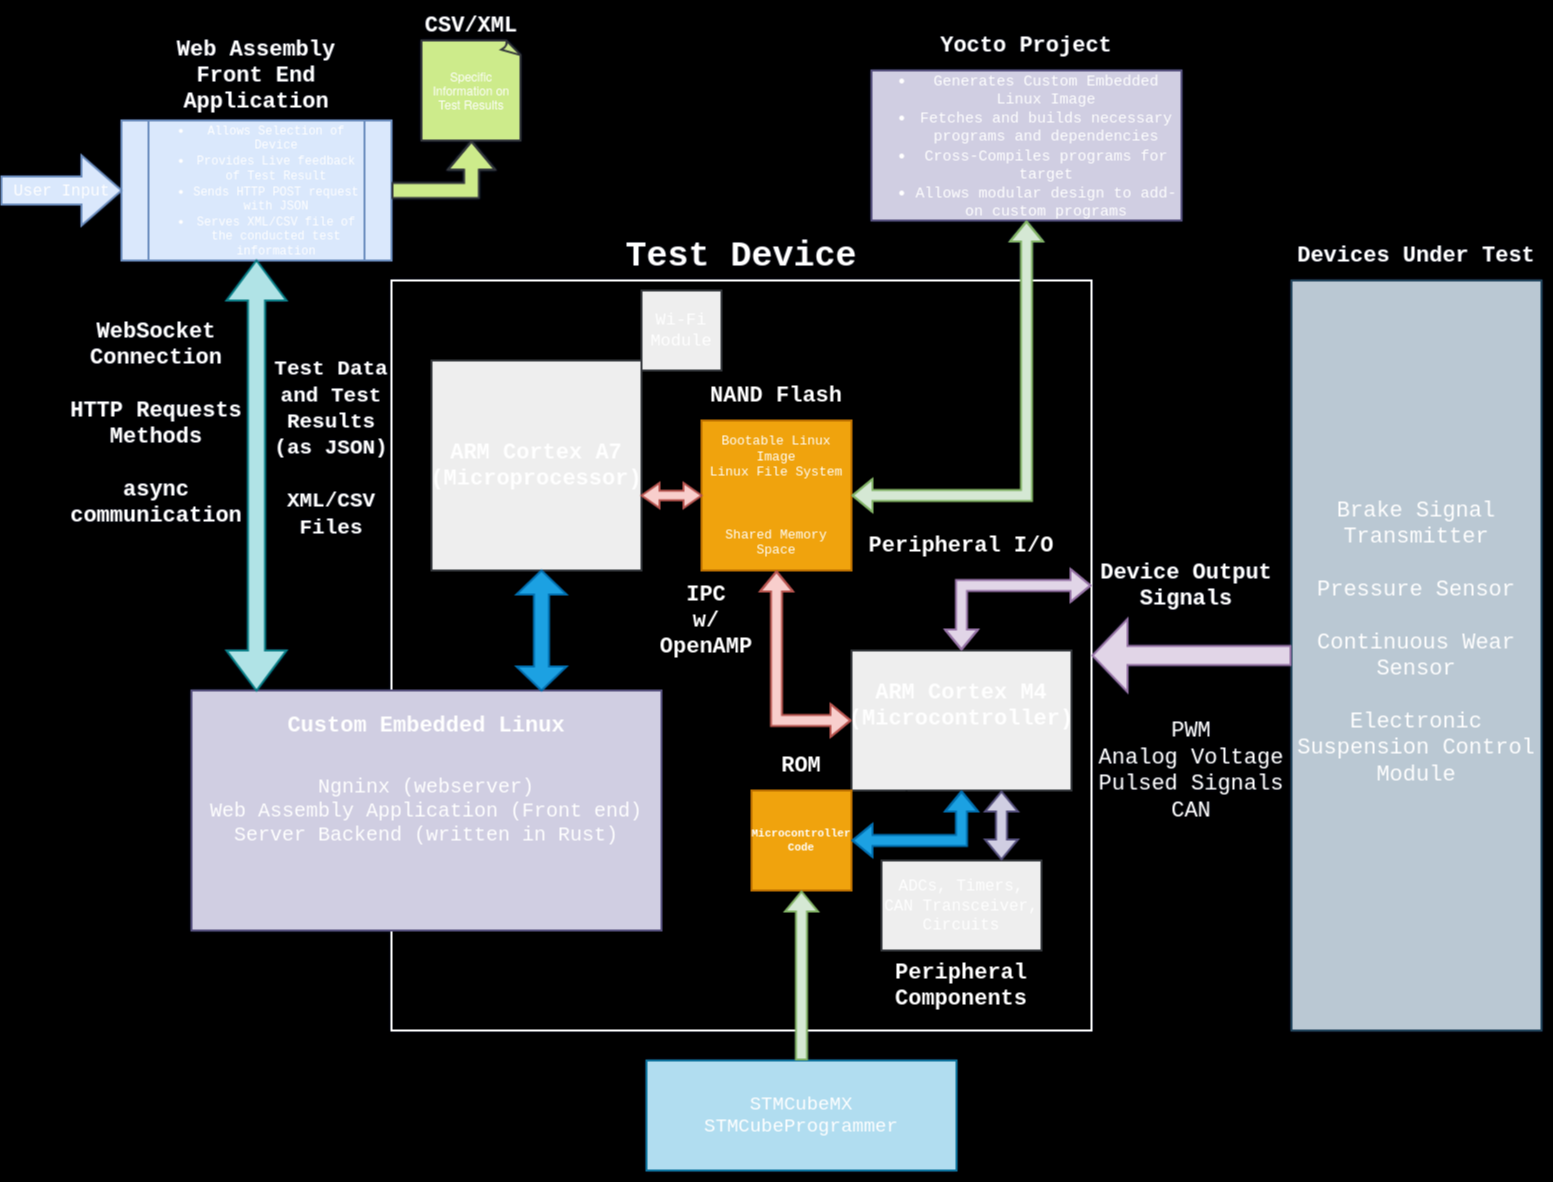 CSV/XML
Specific
Information on
Test Results
Web Assembly
Front End
Application
• Allows Selection of
Device
• Provides Live feedback
of Test Result
• Sends HTTP POST request
with JSON
• Serves XML/CSV file of
the conducted test
information
User Input
Yocto Project
• Generates Custom Embedded
Linux Image
• Fetches and builds necessary
programs and dependencies
• Cross-Compiles programs for
target
• Allows modular design to add-
on custom programs
Test Device
Devices Under Test
Wi-Fi
Module
WebSocket
Connection
HTTP Requests
Methods
async
communication
Test Data
and Test
Results
(as JSON)
XML/CSV
Files
ARM Cortex A7
(Microprocessor)
NAND Flash
Bootable Linux
Image
Linux File System
Shared Memory
Space
Peripheral I/O
IPC
w/
OpenAMP
Device Output
Signals
PWM
Analog Voltage
Pulsed Signals
CAN
Brake Signal
Transmitter
Pressure Sensor
Continuous Wear
Sensor
Electronic
Suspension Control
Module
ARM Cortex M4
(Microcontroller)
Custom Embedded Linux
Ngninx (webserver)
Web Assembly Application (Front end)
Server Backend (written in Rust)
ROM
Microcontroller
Code
ADCs, Timers,
CAN Transceiver,
Circuits
Peripheral
Components
STMCubeMX
STMCubeProgrammer